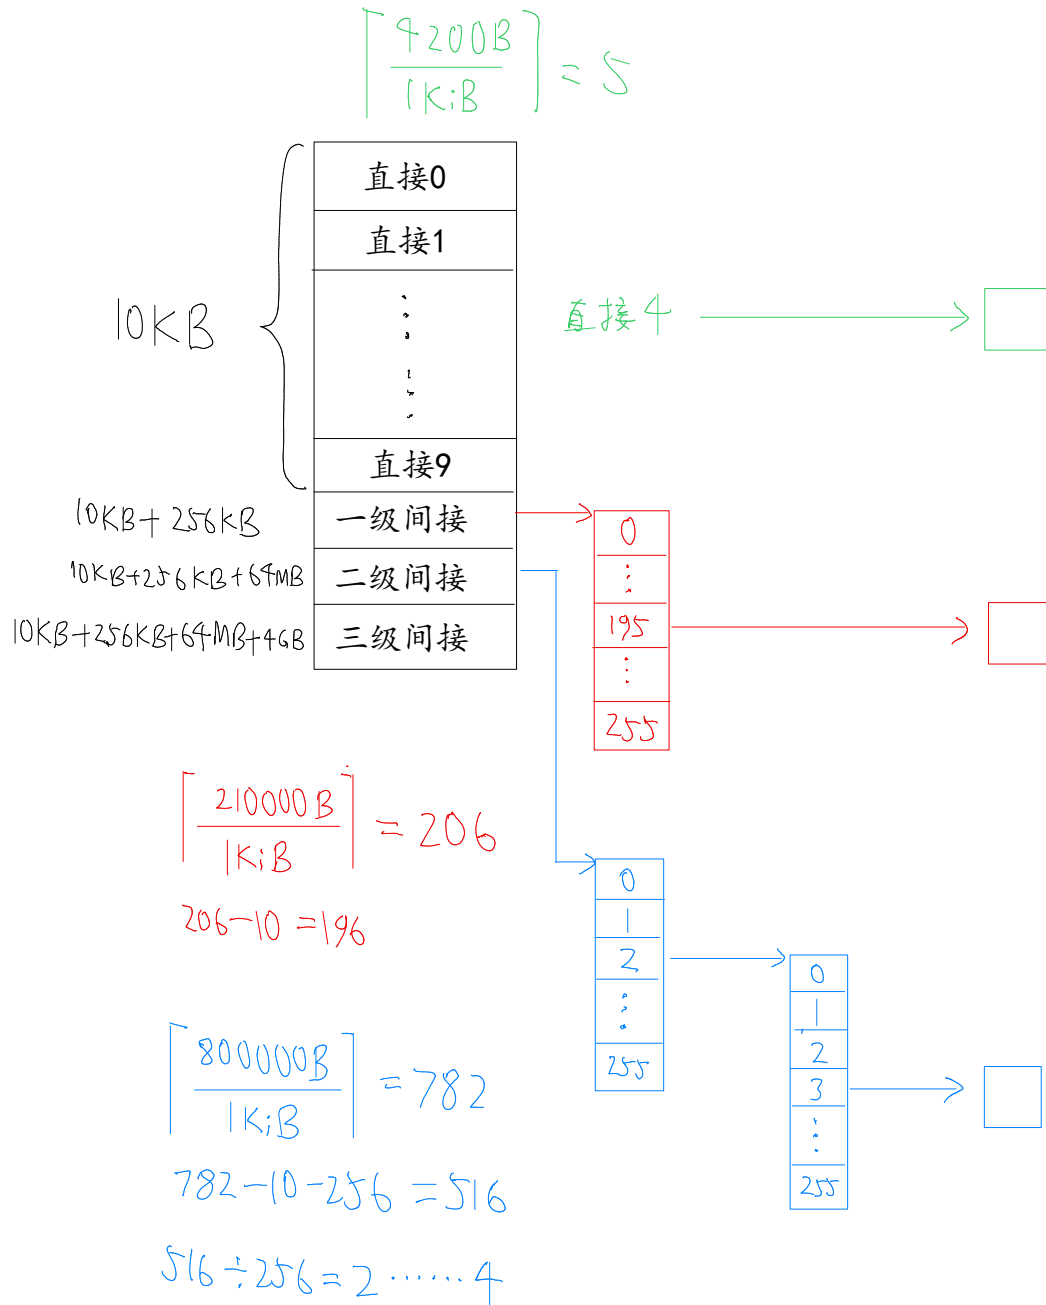 ⌈4200B/1KiB⌉ = 5
直接0
直接1
直接4
10KB
直接9
10KB+256KB
一级间接
10KB+256KB+64MB
二级间接
10KB+256KB+64MB+4GB
三级间接
0
195
255
⌈210000B/1KiB⌉ = 206
206-10=196
0
1
2
255
0
1
2
3
255
⌈800000B/1KiB⌉ = 782
782-10-256=516
516÷256=2……4